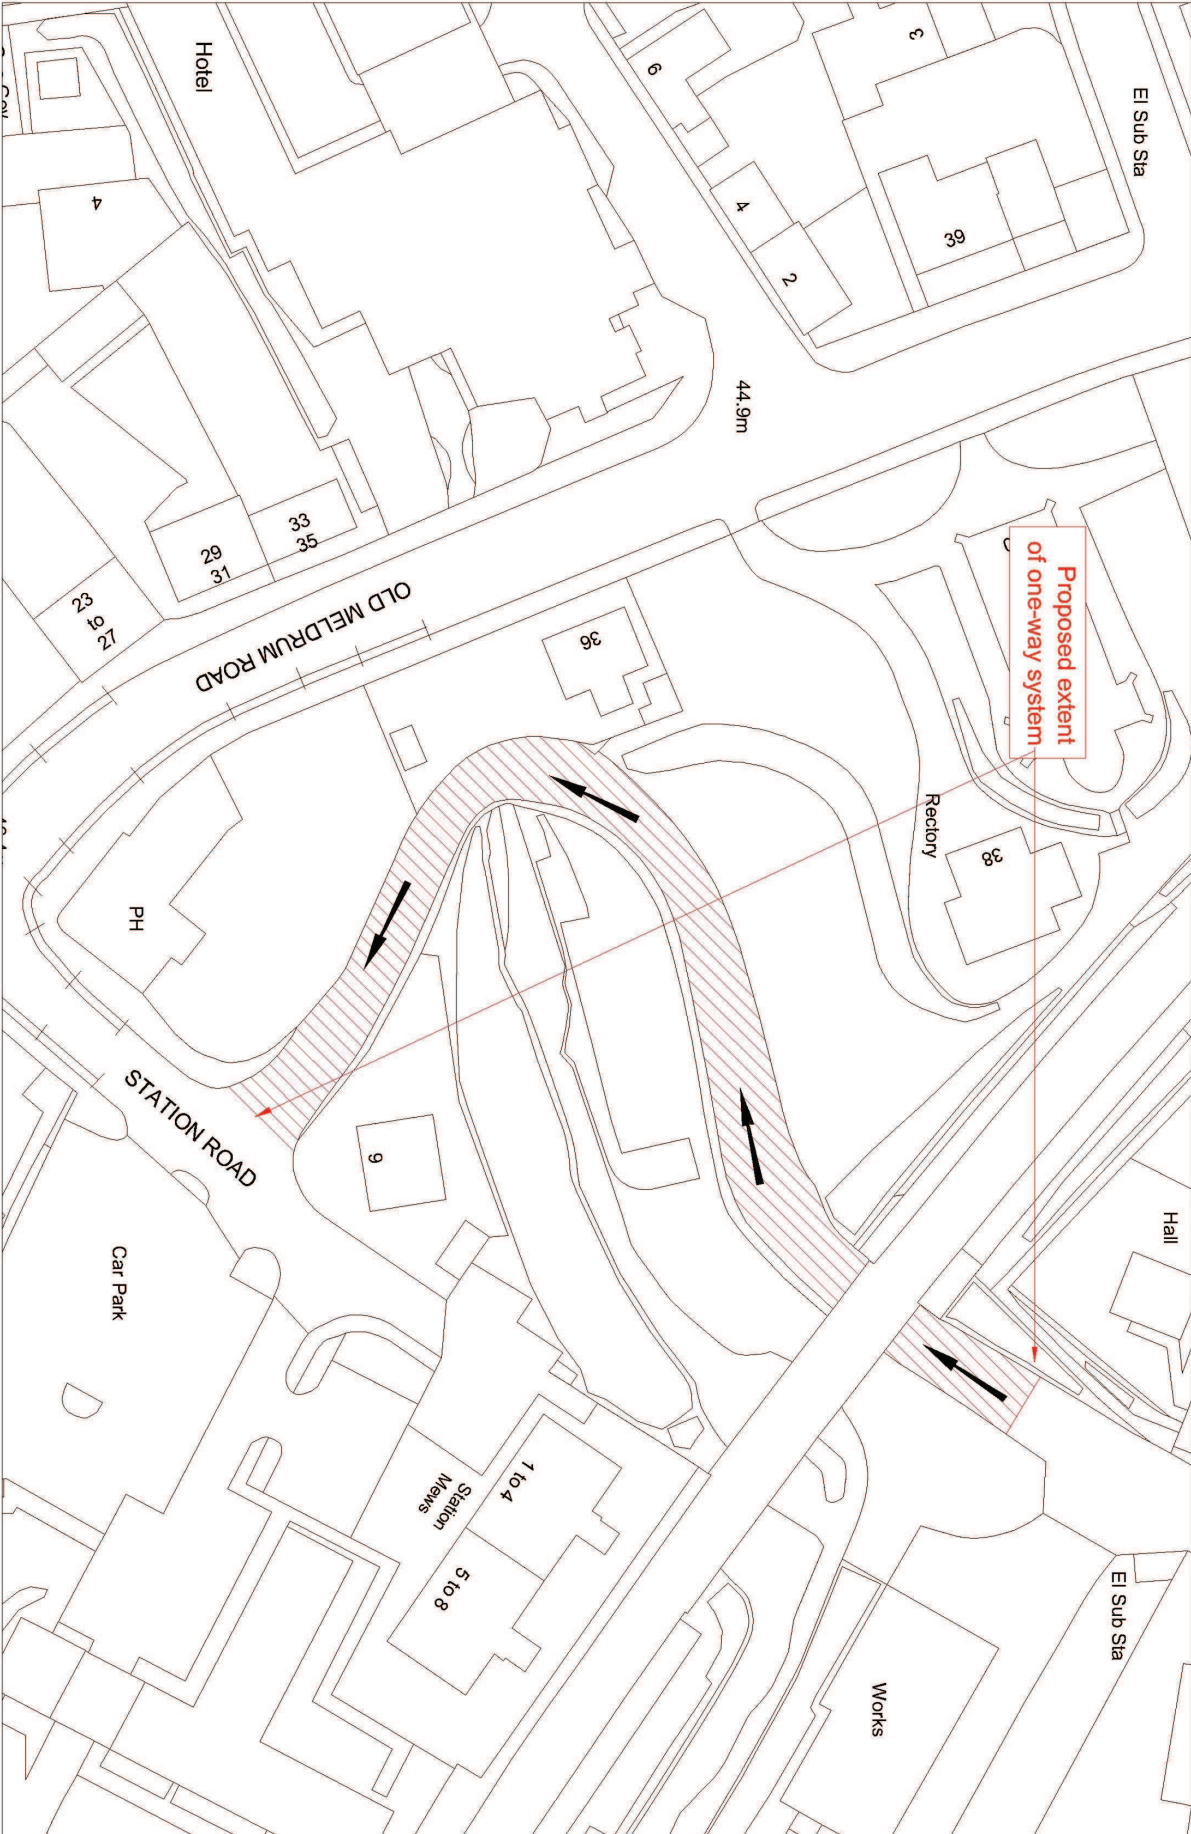 Proposed extent
of one-way system
El Sub Sta
3
39
6
4
2
44.9m
Hotel
4
33
35
29
31
23
to
27
OLD MELDRUM ROAD
36
Rectory
38
PH
STATION ROAD
9
Hall
Car Park
1 to 4
Station
Mews
5 to 8
El Sub Sta
Works